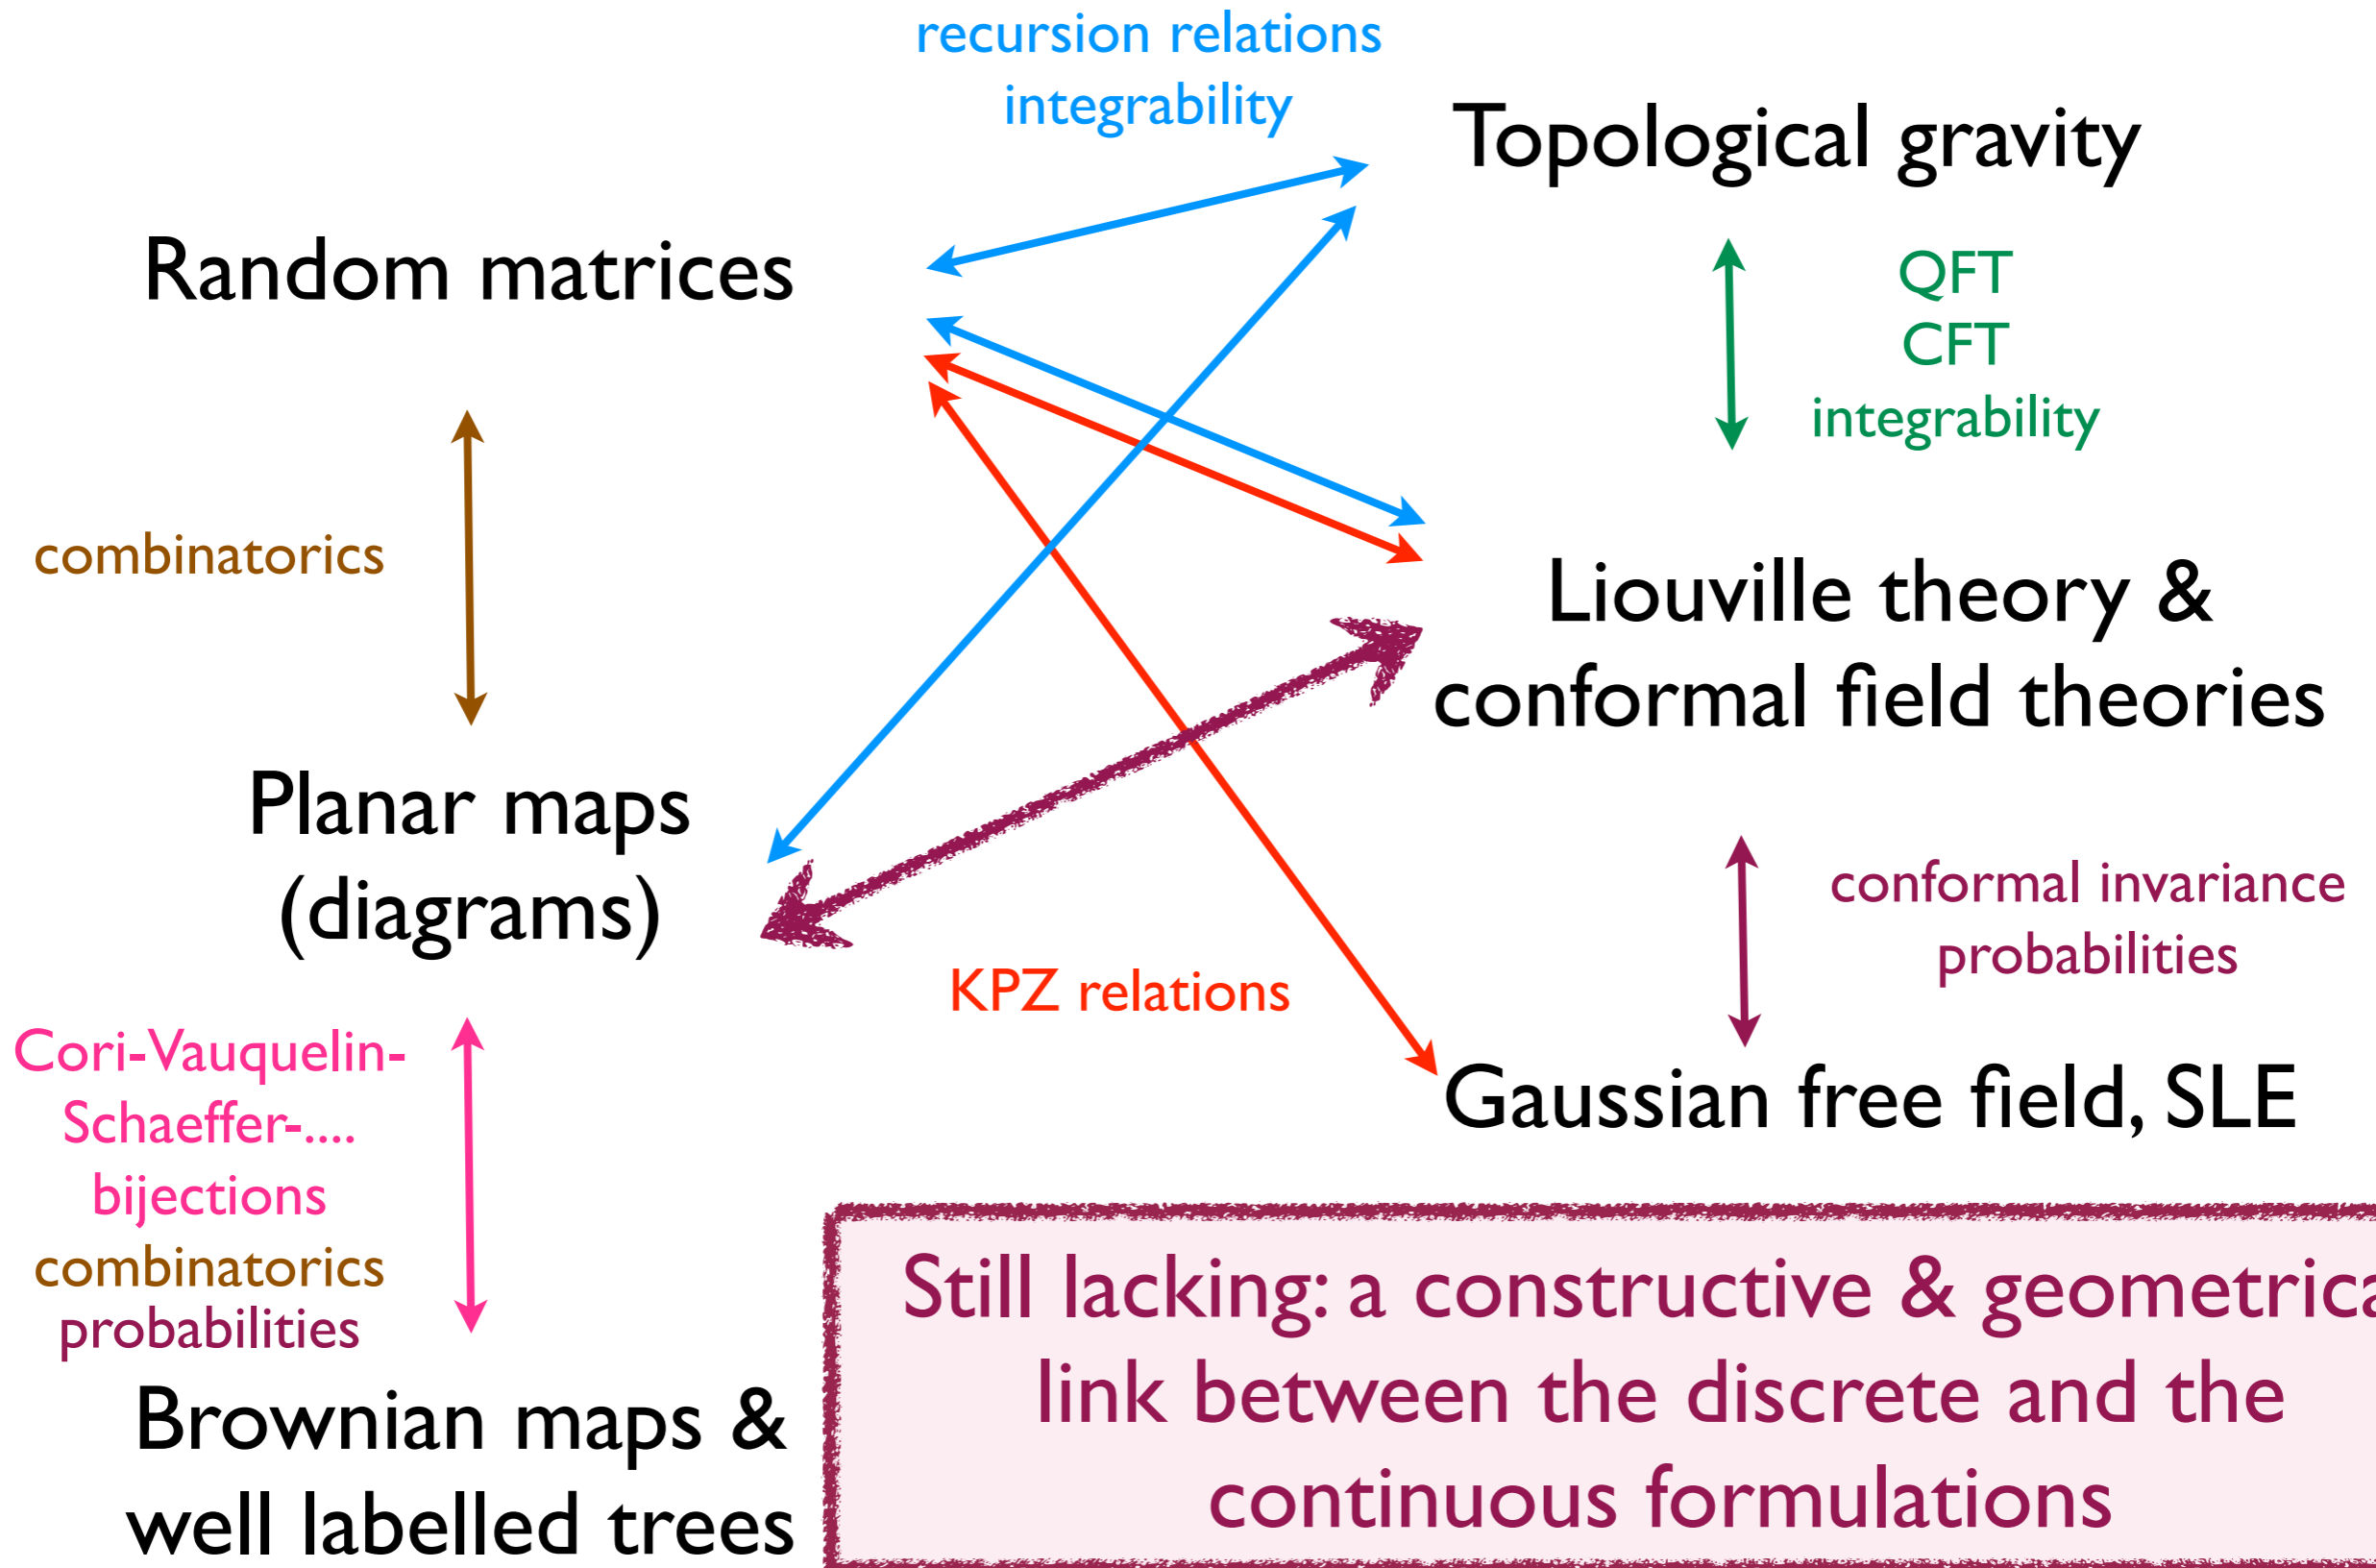 recursion relations
integrability
Topological gravity
Random matrices
QFT
CFT
integrability
combinatorics
Liouville theory &
conformal field theories
Planar maps
(diagrams)
conformal invariance
probabilities
KPZ relations
Cori-Vauquelin-
Schaeffer-....
bijections
combinatorics
probabilities
Gaussian free field, SLE
Brownian maps &
well labelled trees
Still lacking: a constructive & geometrica
link between the discrete and the
continuous formulations